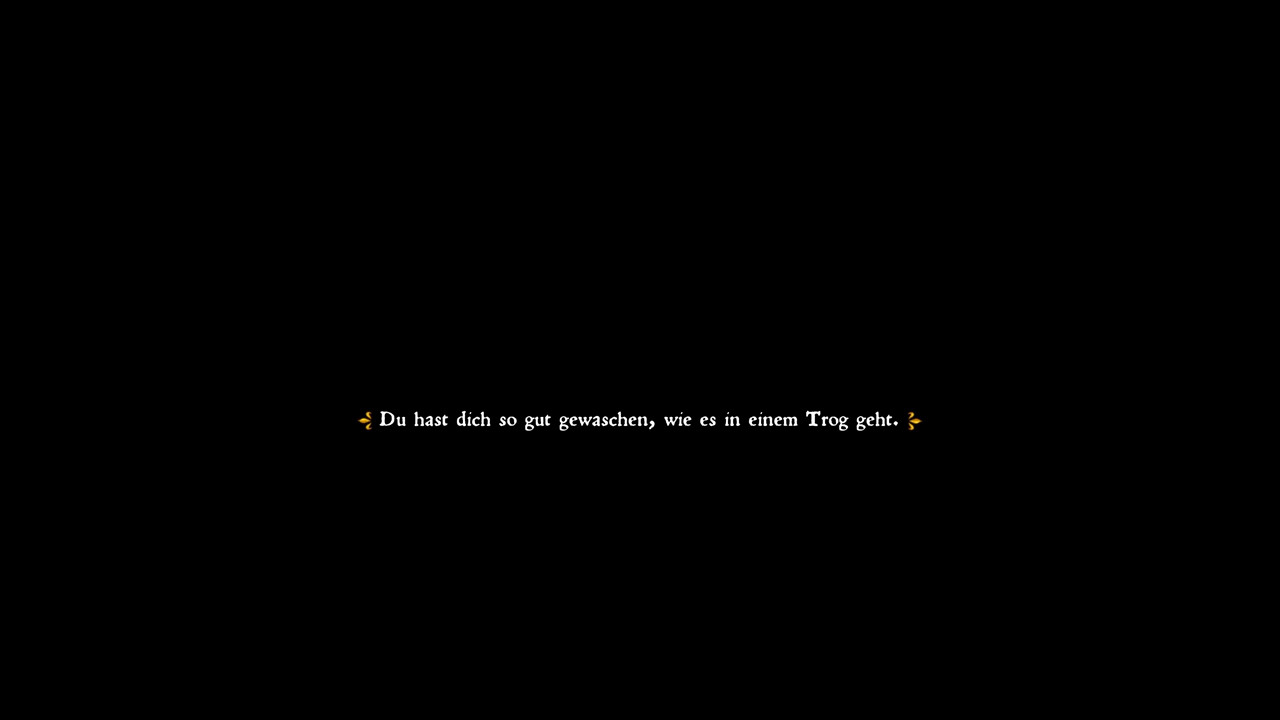 Du hast dich so gut gewaschen, wie es in einem Trog geht.